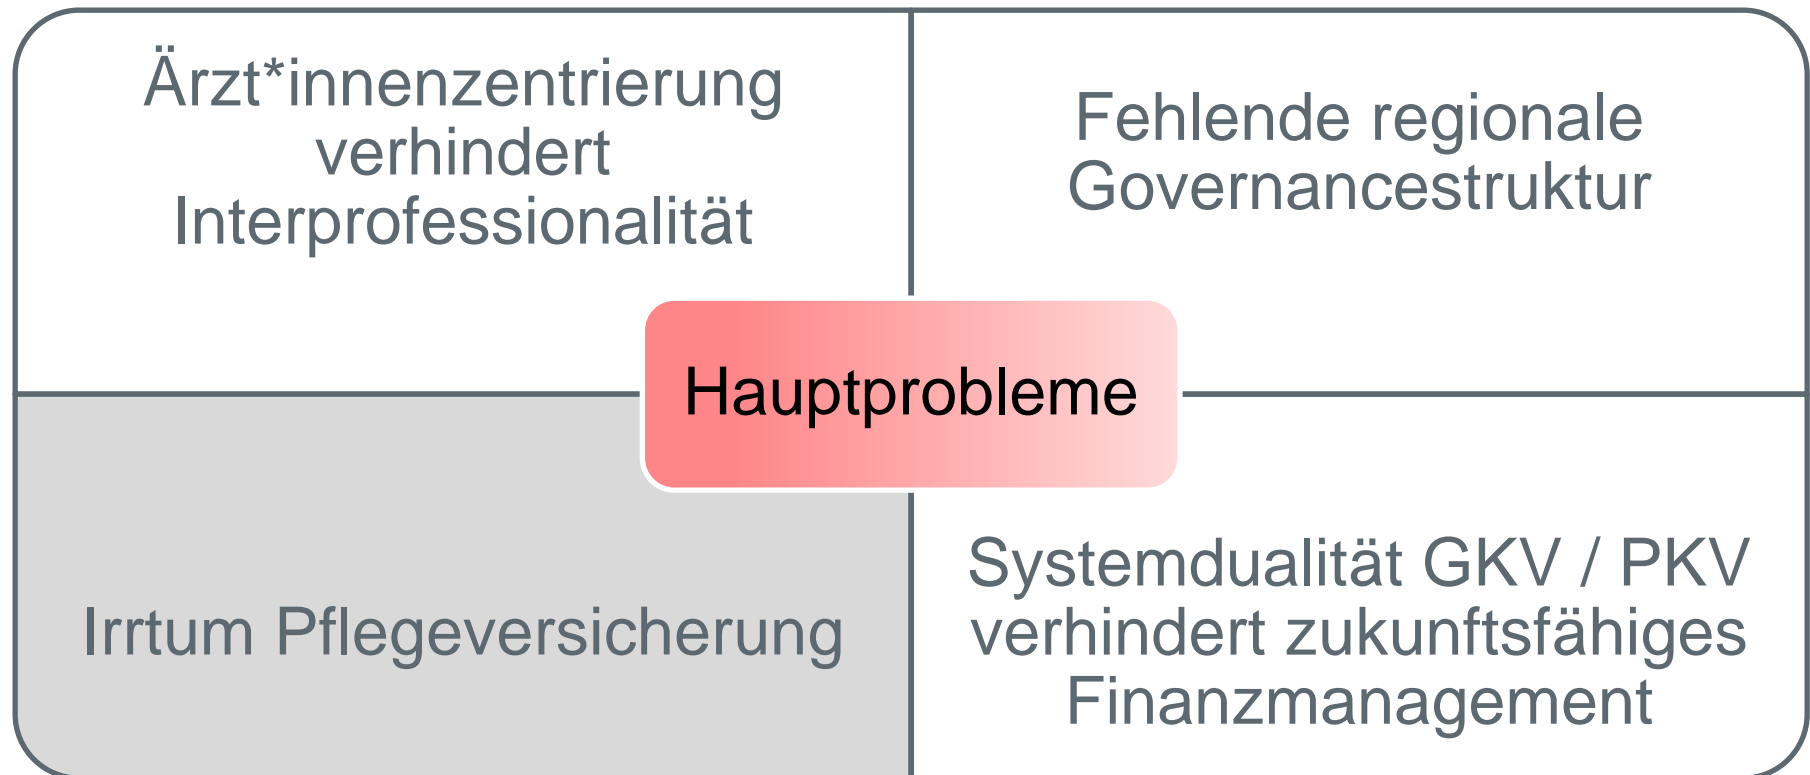 Ärzt*innenzentrierung
verhindert
Interprofessionalität
Fehlende regionale
Governancestruktur
Hauptprobleme
Irrtum Pflegeversicherung
Systemdualität GKV / PKV
verhindert zukunftsfähiges
Finanzmanagement